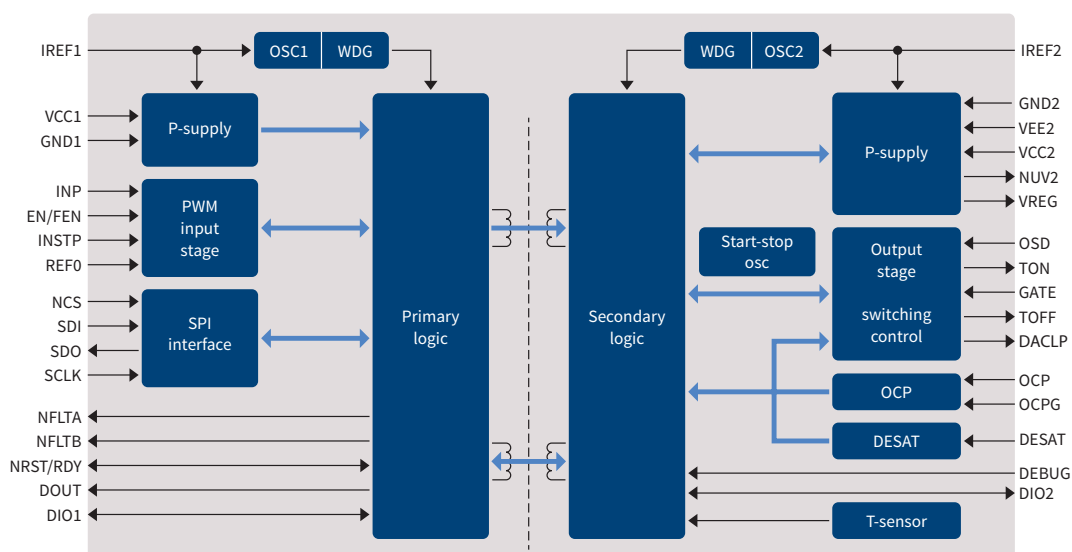 IREF1
OSC1
WDG
WDG
OSC2
IREF2
VCC1
GND1
P-supply
INP
EN/FEN
INSTP
REF0
PWM
input
stage
NCS
SDI
SDO
SCLK
SPI
interface
NFLTA
NFLTB
NRST/RDY
DOUT
DIO1
Primary
logic
Secondary
logic
P-supply
GND2
VEE2
VCC2
NUV2
VREG
Start-stop
osc
Output
stage
switching
control
OSD
TON
GATE
TOFF
DACLP
OCP
OCP
OCPG
DESAT
DESAT
DEBUG
DIO2
T-sensor